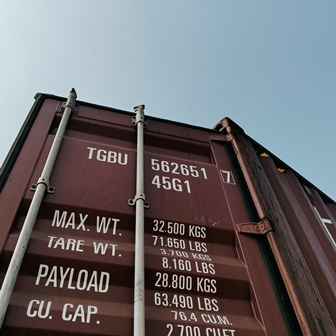 TGBU 562651 7
45G1
MAX. WT. 32.500 KGS
71.650 LBS
TARE WT. 3.700 KGS
8.160 LBS
PAYLOAD 28.800 KGS
63.490 LBS
CU. CAP. 76.4 CU.M.
2.700 CU.FT.